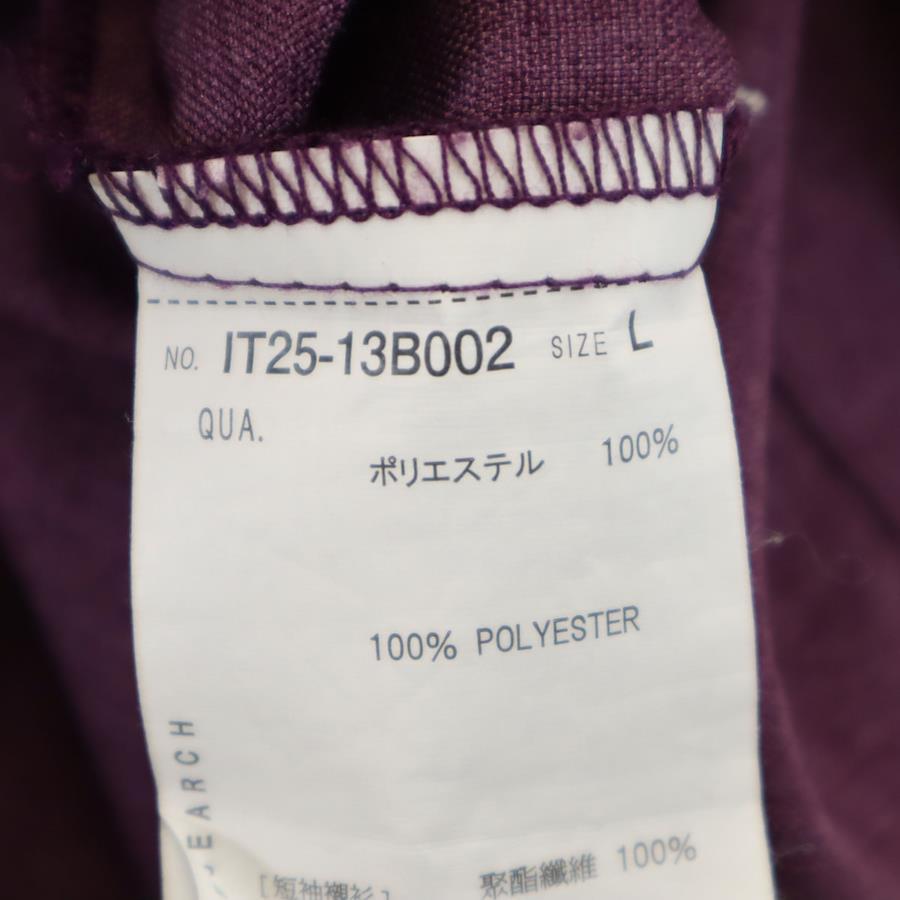 NO. IT25-13B002 SIZE L
QUA.
ポリエステル 100%
100% POLYESTER
[短袖襯衫] 聚酯纖維 100%